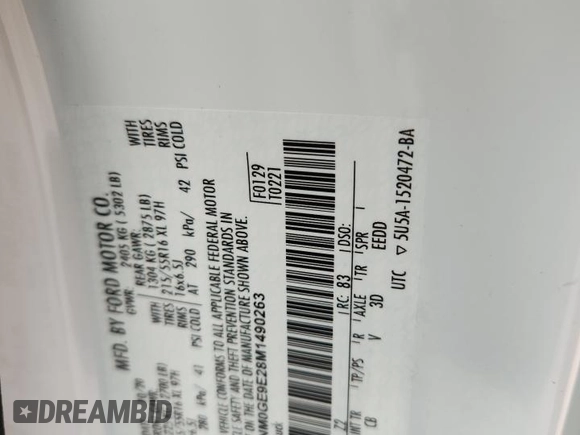 MFD. BY FORD MOTOR CO.
GVWR: 2405 KG ( 5302 LB)
REAR GAWR:
1304 KG ( 2875 LB)
WITH
WITH
215/55R16 XL 97H
TIRES
TIRES
16x6.5J
RIMS
RIMS
AT 290 kPa/ 42 PSI COLD
PSI COLD
VEHICLE CONFORMS TO ALL APPLICABLE FEDERAL MOTOR
SAFETY AND THEFT PREVENTION STANDARDS IN
ON THE DATE OF MANUFACTURE SHOWN ABOVE.
F0129
T0221
NM0GE9E28M1490263
RC: 83 DSO:
TP/PS R AXLE TR SPR
V 3D EEDD
UTC ▽ 5U5A-1520472-BA
A RIDESAFELY